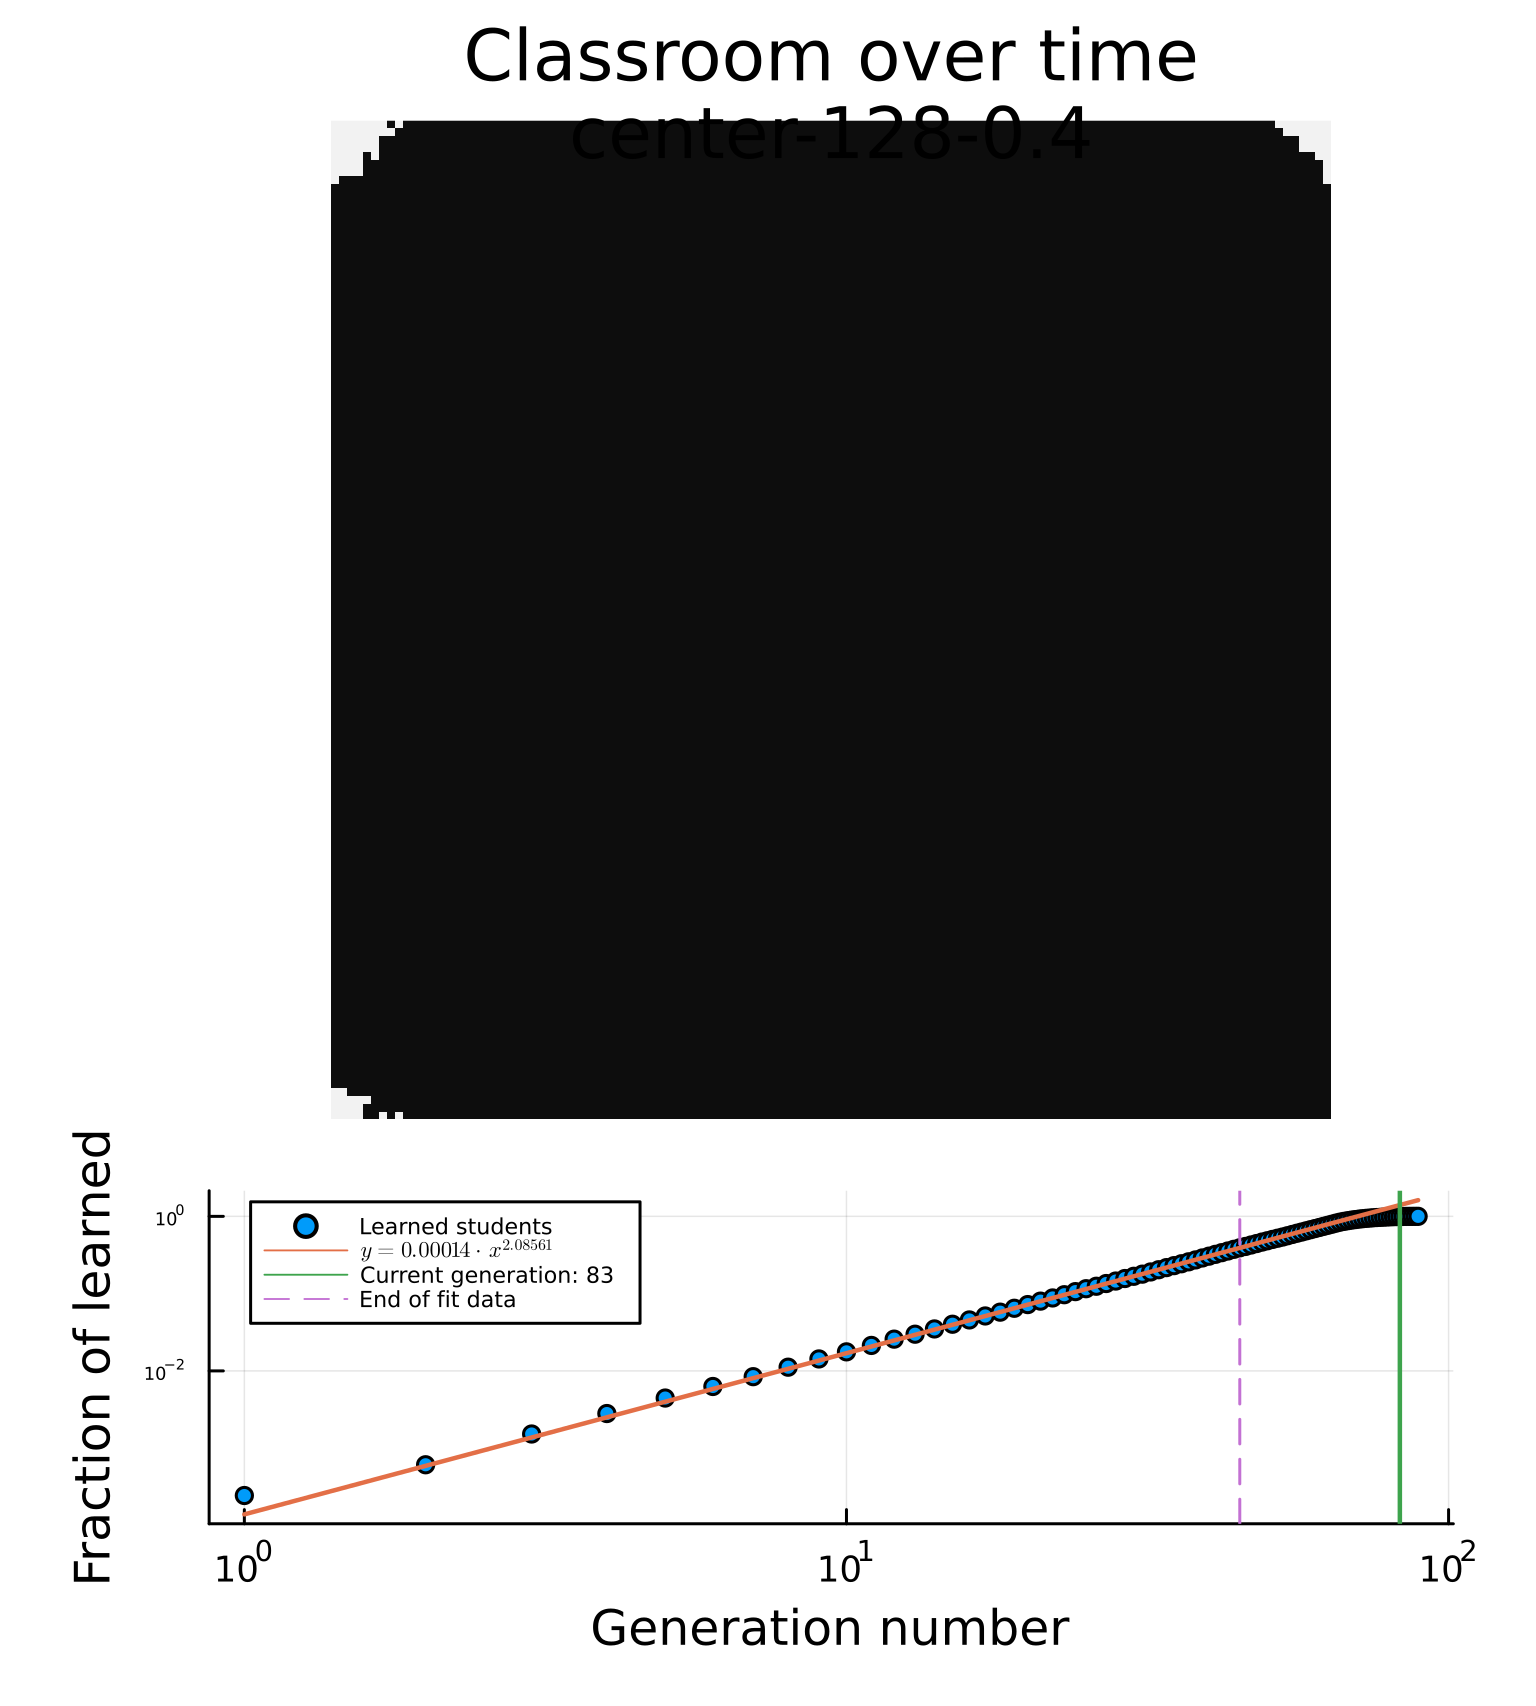 Classroom over time
center-128-0.4
Fraction of learned
10⁰
10⁻²
Learned students
y = 0.00014 · x^2.08561
Current generation: 83
End of fit data
10⁰ 10¹ 10²
Generation number